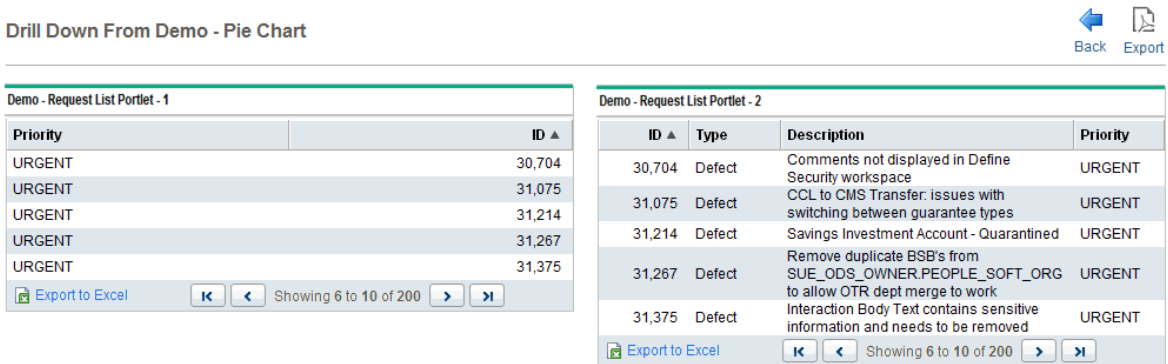 Drill Down From Demo - Pie Chart
Back Export
Demo - Request List Portlet - 1
Priority ID ▲
URGENT 30,704
URGENT 31,075
URGENT 31,214
URGENT 31,267
URGENT 31,375
Export to Excel Showing 6 to 10 of 200
Demo - Request List Portlet - 2
ID ▲ Type Description Priority
30,704 Defect Comments not displayed in Define URGENT
Security workspace
31,075 Defect CCL to CMS Transfer: issues with URGENT
switching between guarantee types
31,214 Defect Savings Investment Account - Quarantined URGENT
Remove duplicate BSB's from
31,267 Defect SUE_ODS_OWNER.PEOPLE_SOFT_ORG URGENT
to allow OTR dept merge to work
31,375 Defect Interaction Body Text contains sensitive URGENT
information and needs to be removed
Export to Excel Showing 6 to 10 of 200